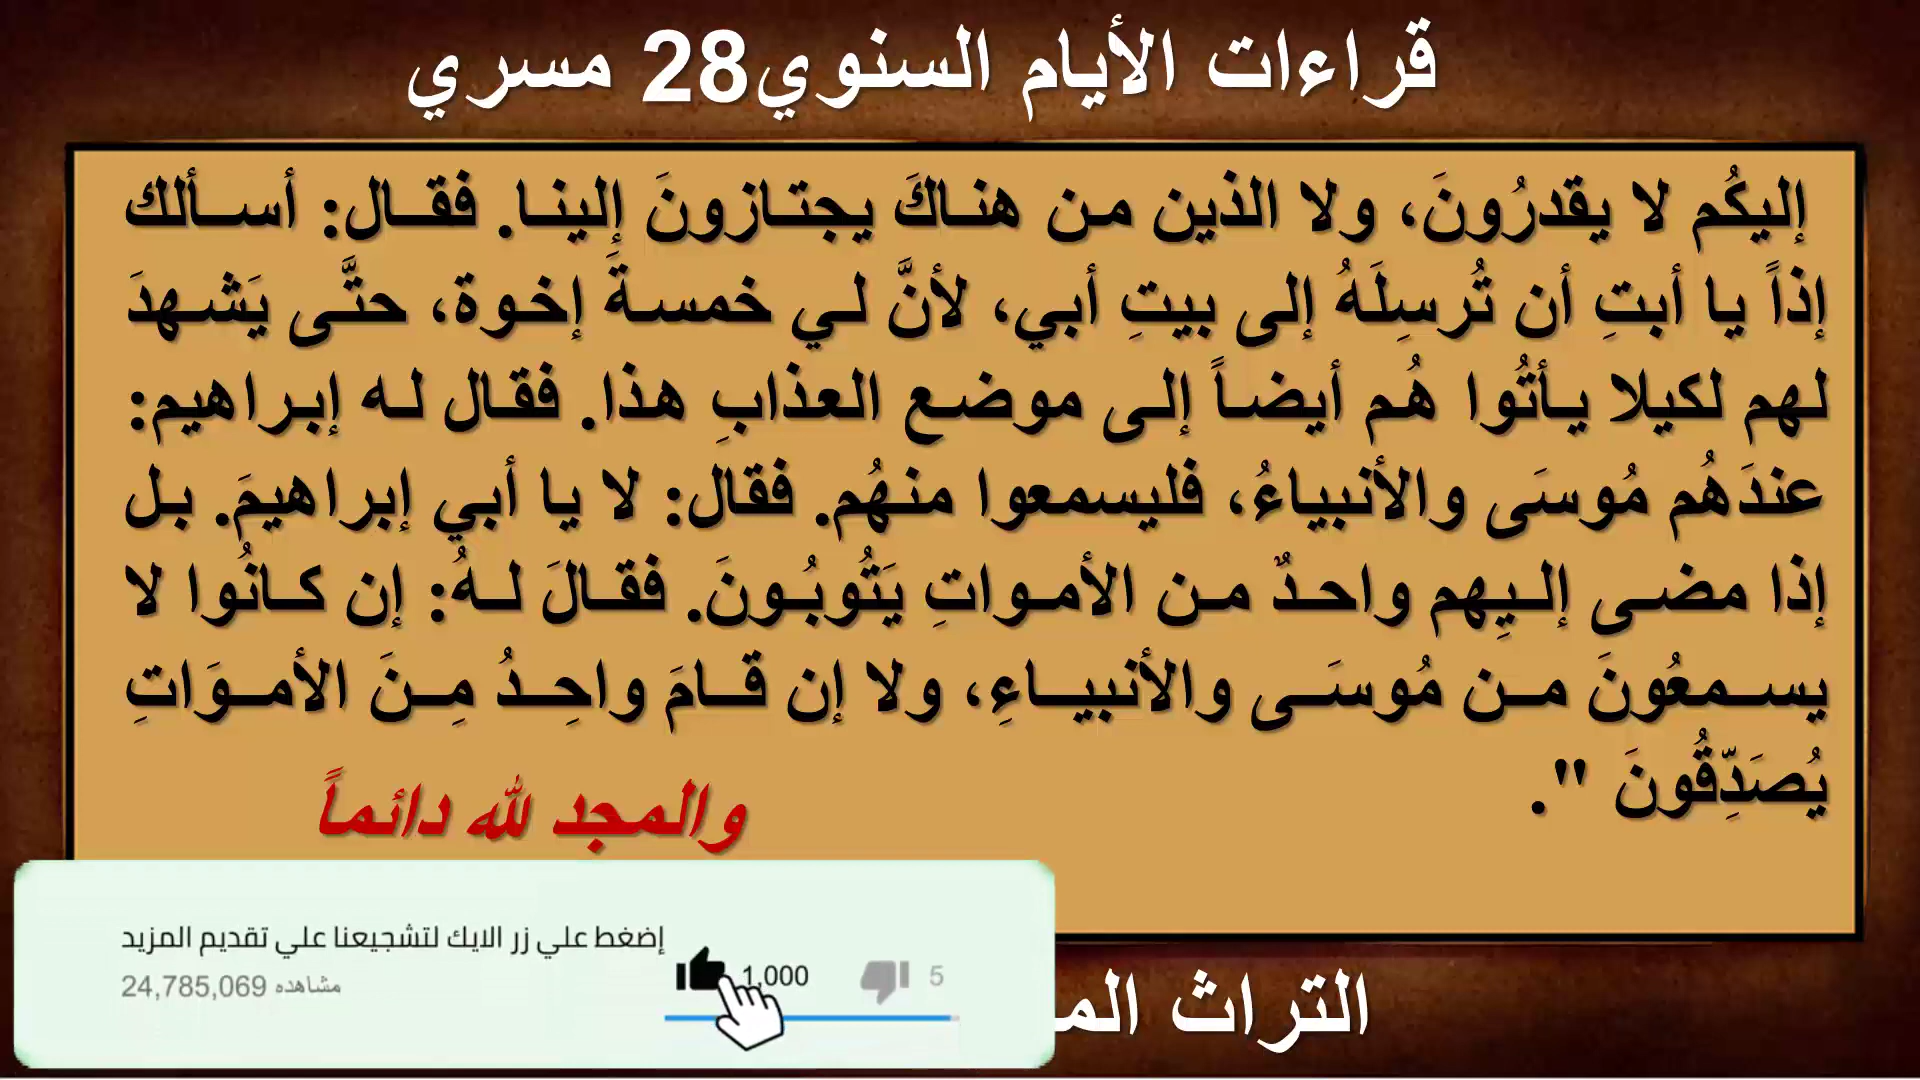 قراءات الأيام السنوي28 مسري
إليكُم لا يقدرُونَ، ولا الذين من هناكَ يجتازونَ إلينا. فقال: أسألك
إذاً يا أبتِ أن تُرسِلَهُ إلى بيتِ أبي، لأنَّ لي خمسةَ إخوة، حتَّى يَشهدَ
لهم لكيلا يأتُوا هُم أيضاً إلى موضع العذابِ هذا. فقال له إبراهيم:
عندَهُم مُوسَى والأنبياءُ، فليسمعوا منهُم. فقال: لا يا أبي إبراهيمَ. بل
إذا مضى إليِهم واحدٌ من الأمواتِ يَتُوبُونَ. فقالَ لهُ: إن كانُوا لا
يسمعُونَ من مُوسَى والأنبياءِ، ولا إن قامَ واحِدُ مِنَ الأموَاتِ
يُصَدِّقُونَ ".
والمجد لله دائماً
إضغط علي زر الايك لتشجيعنا علي تقديم المزيد
24,785,069 مشاهده
1,000
5
التراث